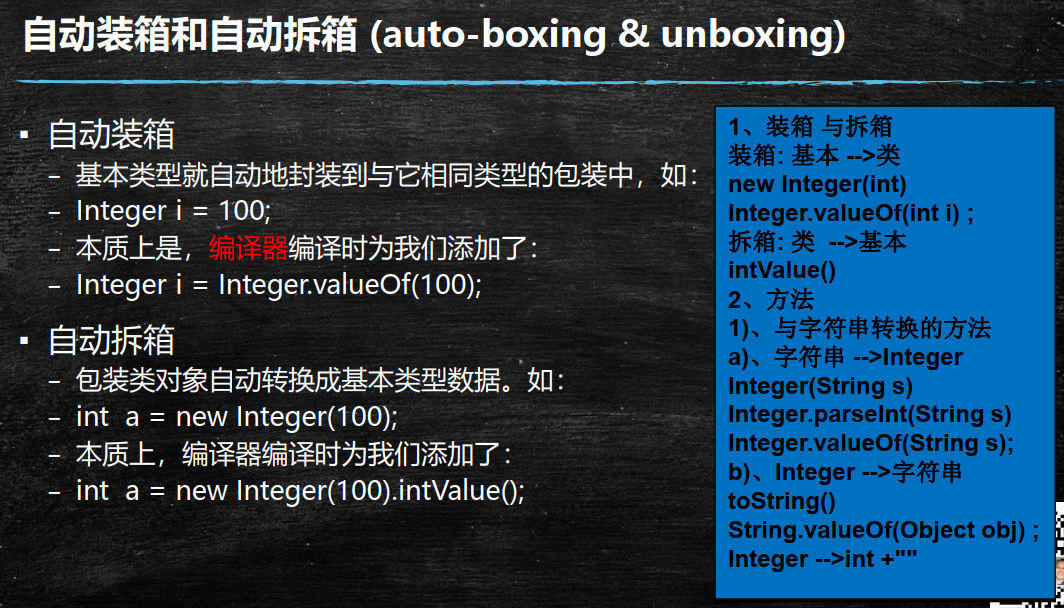 自动装箱和自动拆箱 (auto-boxing & unboxing)
▪ 自动装箱
– 基本类型就自动地封装到与它相同类型的包装中，如：
– Integer i = 100;
– 本质上是，编译器编译时为我们添加了：
– Integer i = Integer.valueOf(100);
▪ 自动拆箱
– 包装类对象自动转换成基本类型数据。如：
– int  a = new Integer(100);
– 本质上，编译器编译时为我们添加了：
– int  a = new Integer(100).intValue();
1、装箱 与拆箱
装箱: 基本 -->类
new Integer(int)
Integer.valueOf(int i) ;
拆箱: 类  -->基本
intValue()
2、方法
1)、与字符串转换的方法
a)、字符串 -->Integer
Integer(String s)
Integer.parseInt(String s)
Integer.valueOf(String s);
b)、Integer -->字符串
toString()
String.valueOf(Object obj) ;
Integer -->int +""